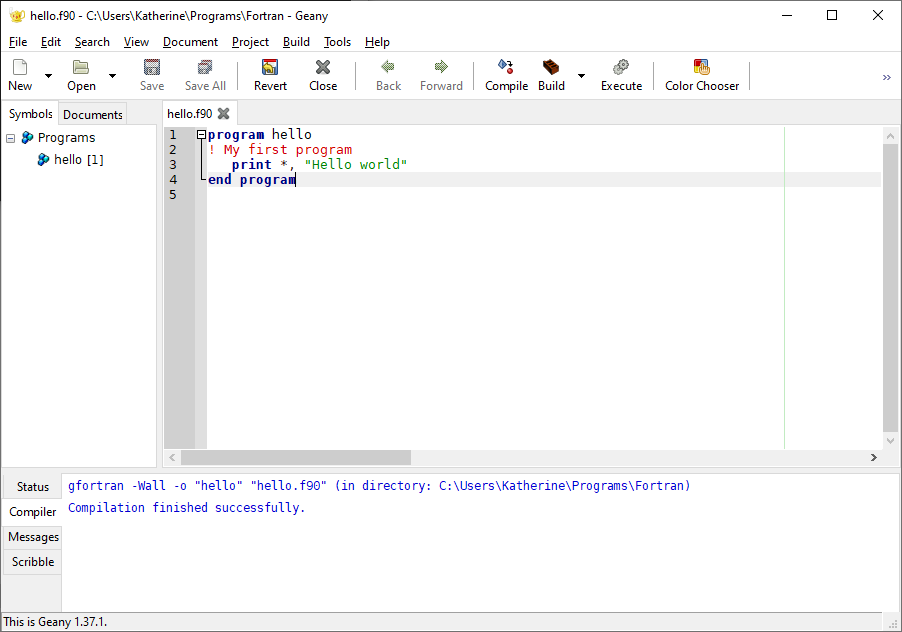 hello.f90 - C:\Users\Katherine\Programs\Fortran - Geany
File Edit Search View Document Project Build Tools Help
New Open Save Save All Revert Close Back Forward Compile Build Execute Color Chooser »
Symbols Documents hello.f90
Programs
hello [1]
1 program hello
2 ! My first program
3 print *, "Hello world"
4 end program
5
Status
Compiler
Messages
Scribble
gfortran -Wall -o "hello" "hello.f90" (in directory: C:\Users\Katherine\Programs\Fortran)
Compilation finished successfully.
This is Geany 1.37.1.